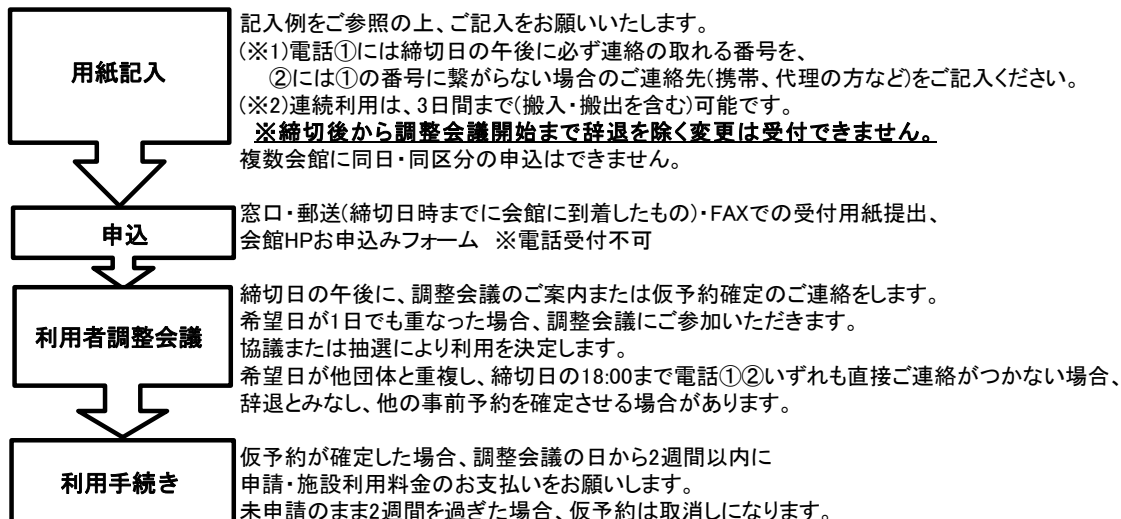 用紙記入
記入例をご参照の上、ご記入をお願いいたします。
(※1)電話①には締切日の午後に必ず連絡の取れる番号を、
②には①の番号に繋がらない場合のご連絡先(携帯、代理の方など)をご記入ください。
(※2)連続利用は、3日間まで(搬入・搬出を含む)可能です。
※締切後から調整会議開始まで辞退を除く変更は受付できません。
複数会館に同日・同区分の申込はできません。
申込
窓口・郵送(締切日時までに会館に到着したもの)・FAXでの受付用紙提出、
会館HPお申込みフォーム ※電話受付不可
利用者調整会議
締切日の午後に、調整会議のご案内または仮予約確定のご連絡をします。
希望日が1日でも重なった場合、調整会議にご参加いただきます。
協議または抽選により利用を決定します。
希望日が他団体と重複し、締切日の18:00まで電話①②いずれも直接ご連絡がつかない場合、
辞退とみなし、他の事前予約を確定させる場合があります。
利用手続き
仮予約が確定した場合、調整会議の日から2週間以内に
申請・施設利用料金のお支払いをお願いします。
未申請のまま2週間を過ぎた場合、仮予約は取消しになります。